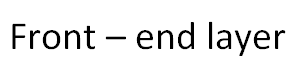 Front – end layer